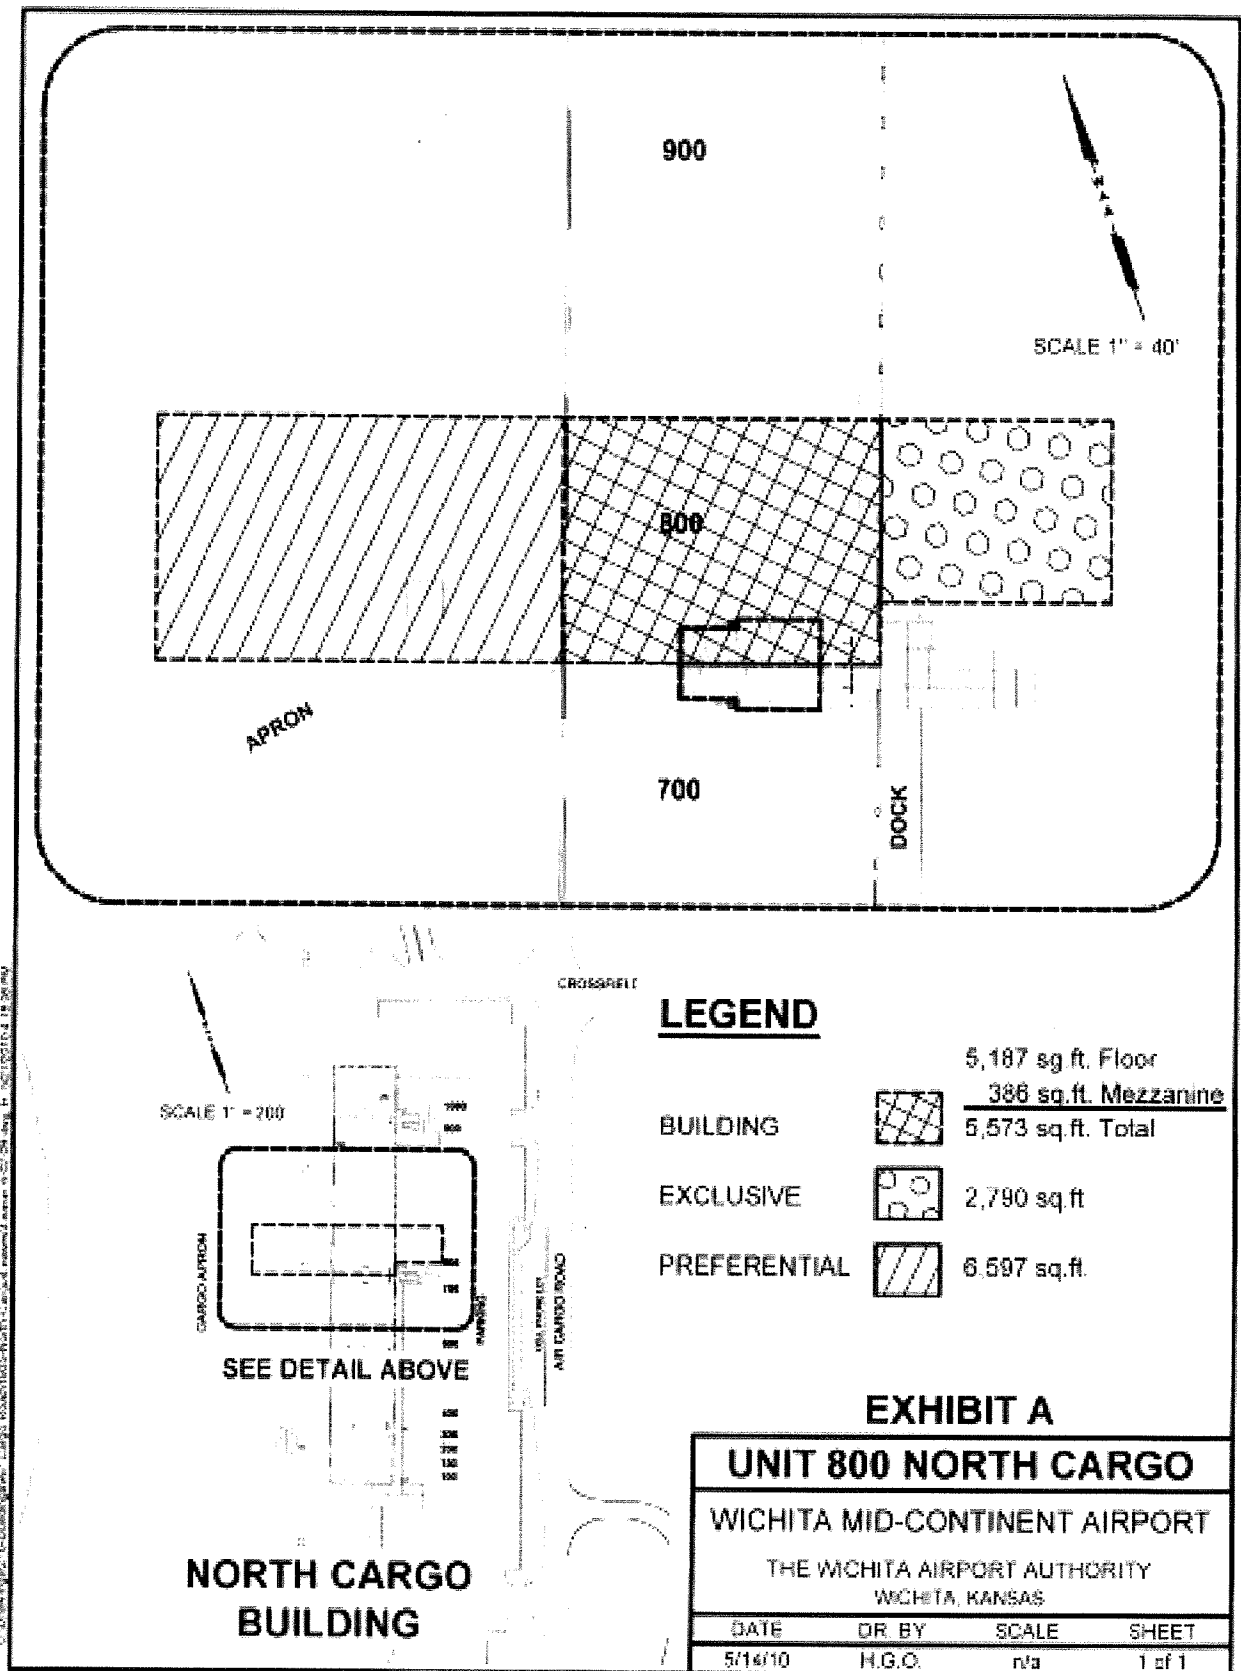 900
SCALE 1" = 40'
800
APRON
700
DOCK
SCALE 1" = 200
LEGEND
5,187 sg.ft. Floor
386 sq.ft. Mezzanine
BUILDING
5,573 sq.ft. Total
EXCLUSIVE
2,790 sq.ft
PREFERENTIAL
6,597 sq.ft.
CARGO APRON
PARKING
AIR CARGO ROAD
SEE DETAIL ABOVE
NORTH CARGO
BUILDING
EXHIBIT A
UNIT 800 NORTH CARGO
WICHITA MID-CONTINENT AIRPORT
THE WICHITA AIRPORT AUTHORITY
WICHITA, KANSAS
DATE DR. BY SCALE SHEET
5/14/10 H.G.O. n/a 1 of 1